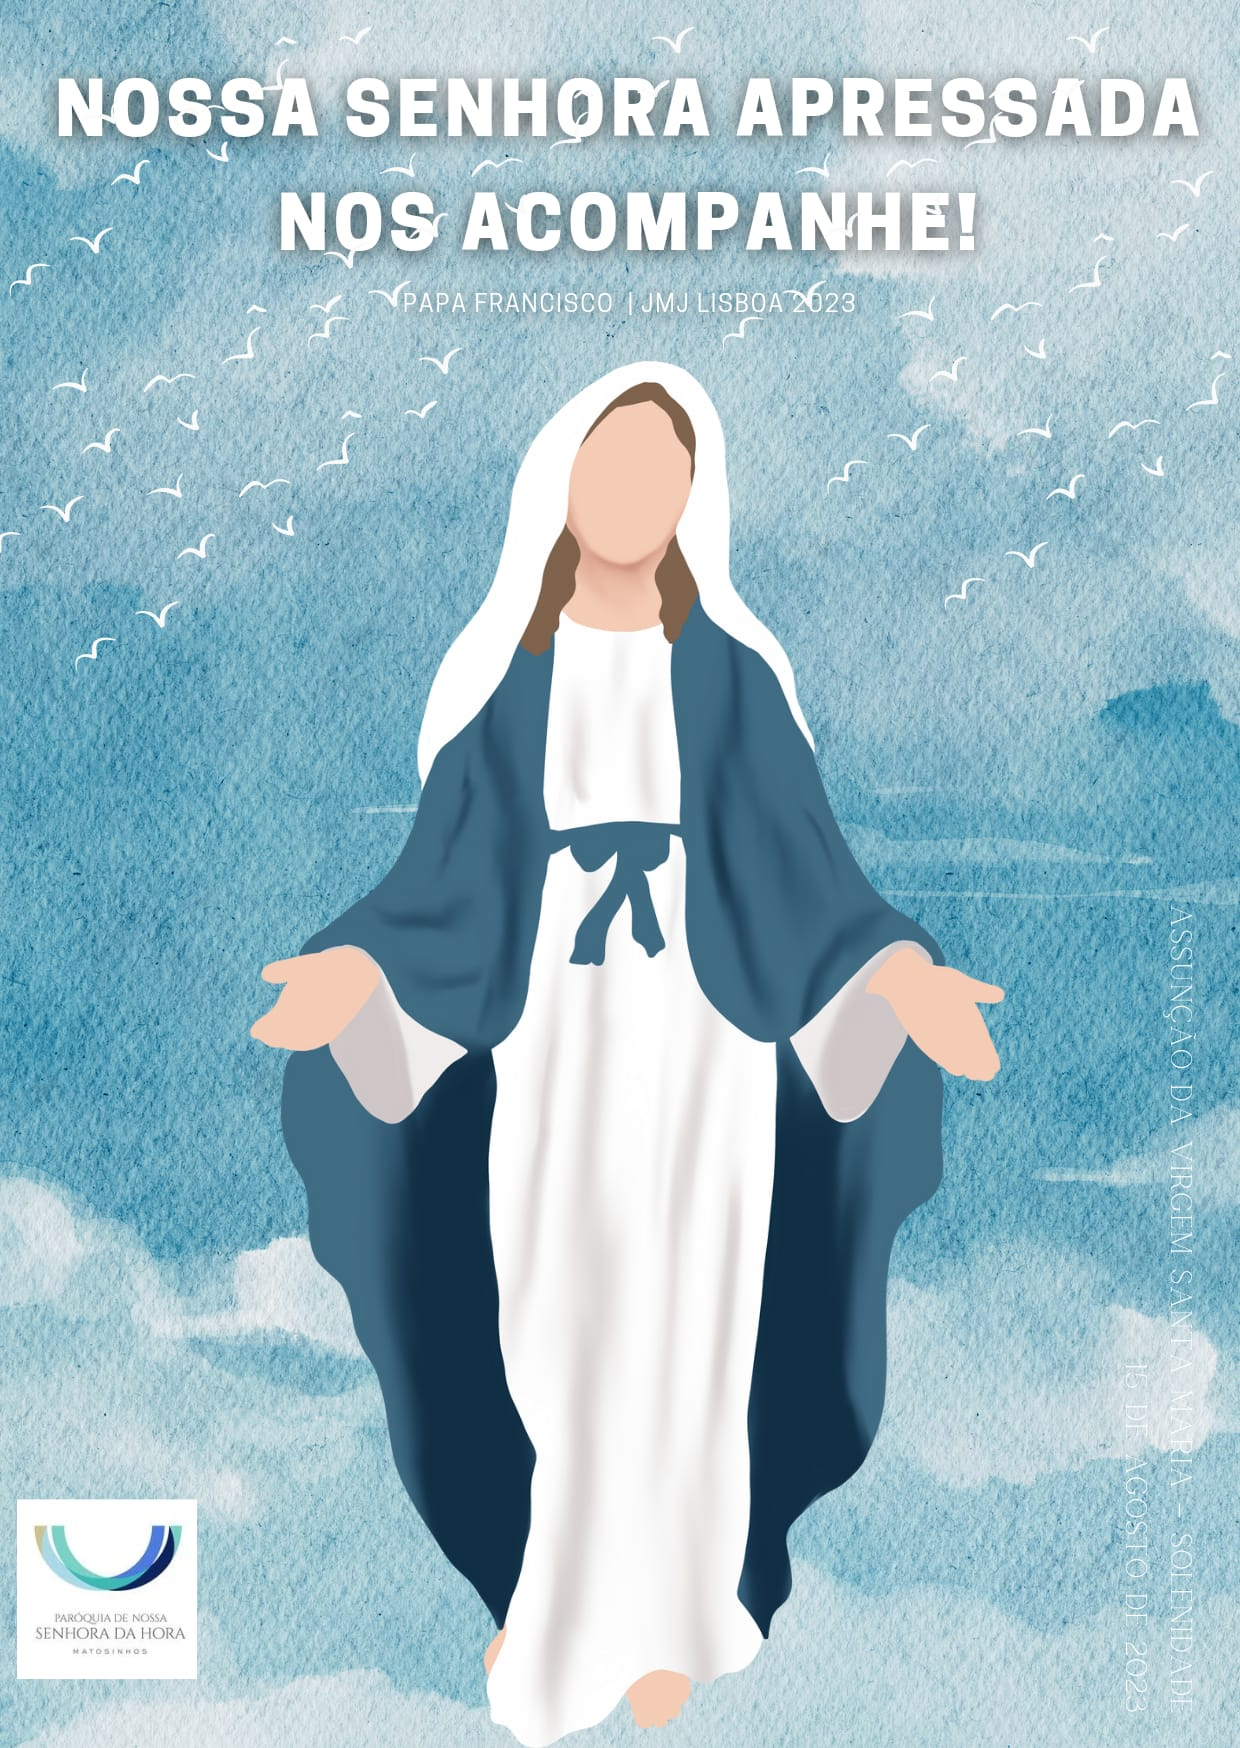 NOSSA SENHORA APRESSADA
NOS ACOMPANHE!
PAPA FRANCISCO | JMJ LISBOA 2023
ASSUNÇÃO DA VIRGEM SANTA MARIA – SOLENIDADE
15 DE AGOSTO DE 2023
PARÓQUIA DE NOSSA
SENHORA DA HORA
MATOSINHOS